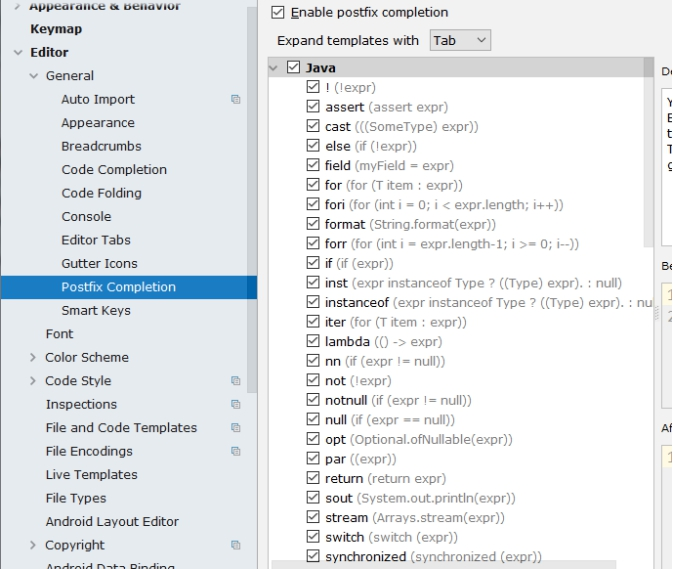 Appearance & Behavior
Keymap
Editor
General
Auto Import
Appearance
Breadcrumbs
Code Completion
Code Folding
Console
Editor Tabs
Gutter Icons
Postfix Completion
Smart Keys
Font
Color Scheme
Code Style
Inspections
File and Code Templates
File Encodings
Live Templates
File Types
Android Layout Editor
Copyright
Android Data Binding
Enable postfix completion
Expand templates with Tab
Java
! (!expr)
assert (assert expr)
cast (((SomeType) expr))
else (if (!expr))
field (myField = expr)
for (for (T item : expr))
fori (for (int i = 0; i < expr.length; i++))
format (String.format(expr))
forr (for (int i = expr.length-1; i >= 0; i--))
if (if (expr))
inst (expr instanceof Type ? ((Type) expr). : null)
instanceof (expr instanceof Type ? ((Type) expr). : nu
iter (for (T item : expr))
lambda (() -> expr)
nn (if (expr != null))
not (!expr)
notnull (if (expr != null))
null (if (expr == null))
opt (Optional.ofNullable(expr))
par ((expr))
return (return expr)
sout (System.out.println(expr))
stream (Arrays.stream(expr))
switch (switch (expr))
synchronized (synchronized (expr))
De
Be
1
2
Af
1